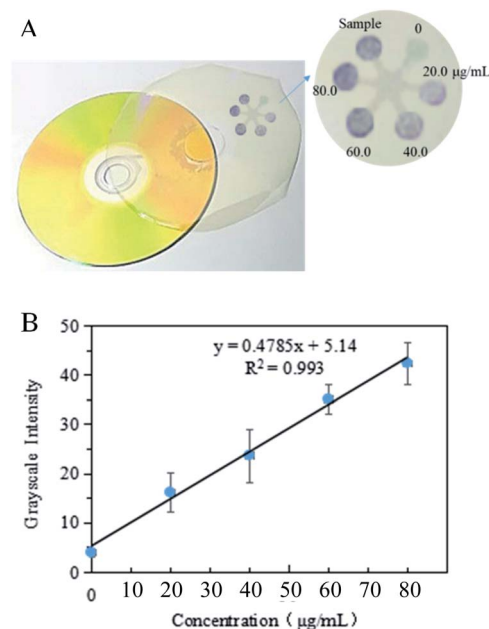 A
Sample
0
20.0 μg/mL
80.0
60.0
40.0
B
50
y = 0.4785x + 5.14
R² = 0.993
40
30
20
10
0
Grayscale Intensity
0 10 20 30 40 50 60 70 80
Concentration ( μg/mL)